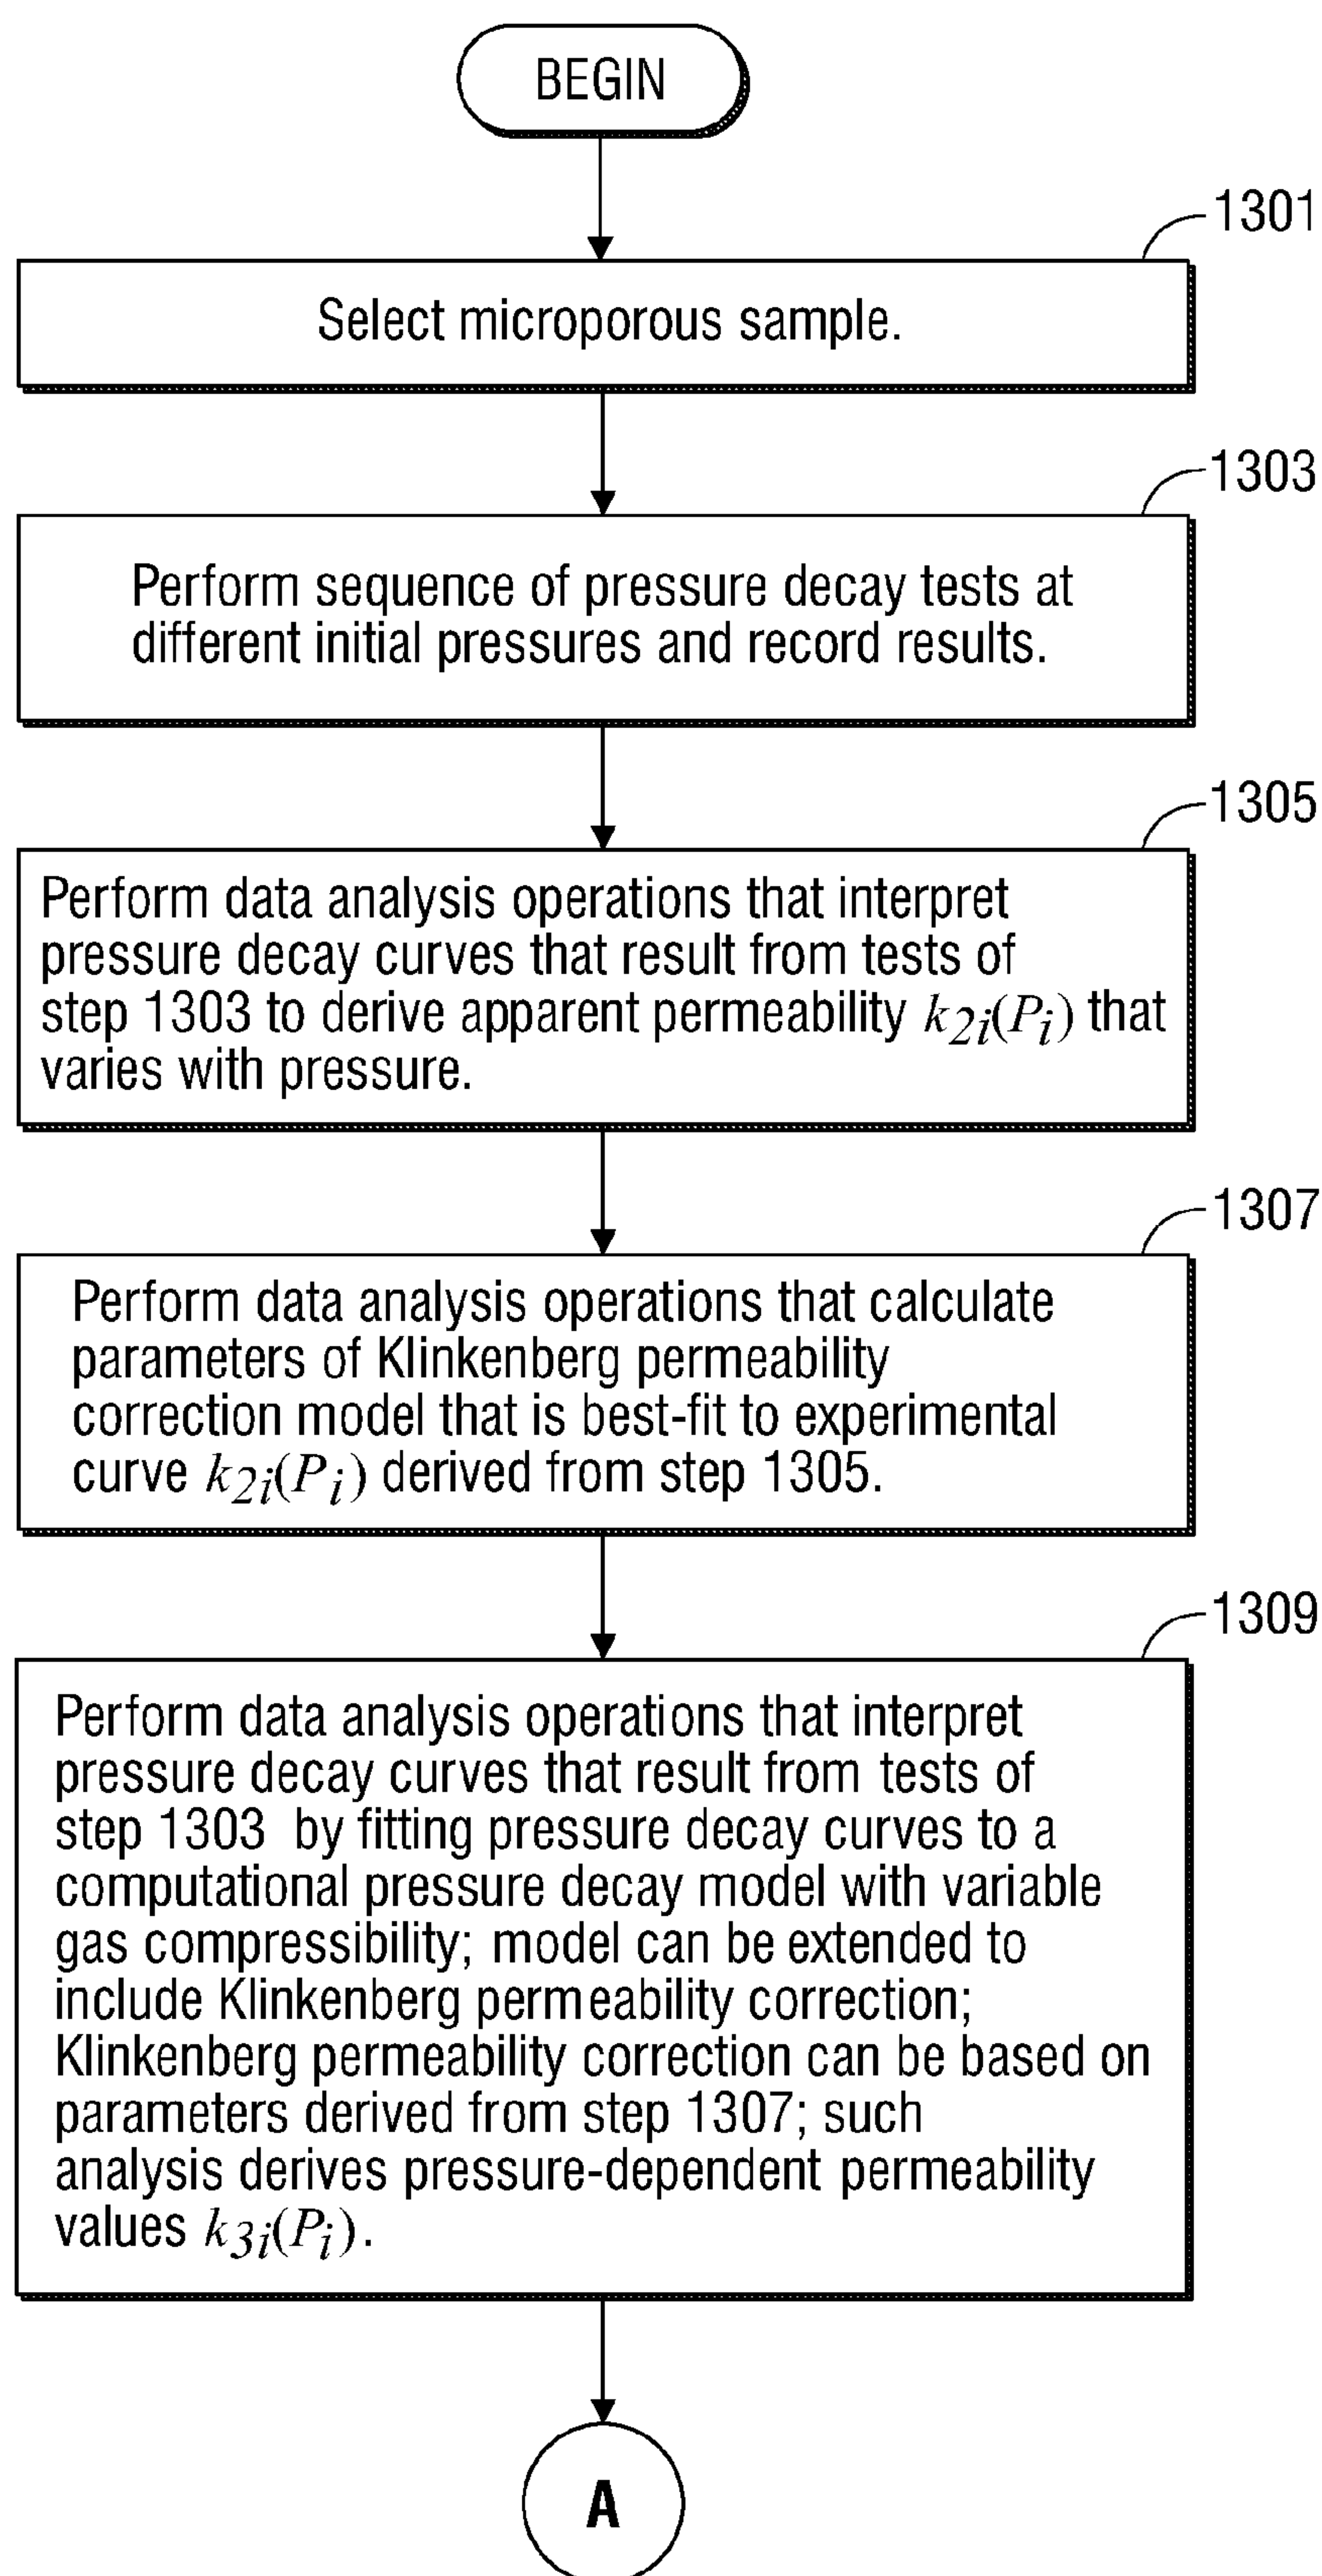 BEGIN
1301
Select microporous sample.
1303
Perform sequence of pressure decay tests at
different initial pressures and record results.
1305
Perform data analysis operations that interpret
pressure decay curves that result from tests of
step 1303 to derive apparent permeability k2i(Pi) that
varies with pressure.
1307
Perform data analysis operations that calculate
parameters of Klinkenberg permeability
correction model that is best-fit to experimental
curve k2i(Pi) derived from step 1305.
1309
Perform data analysis operations that interpret
pressure decay curves that result from tests of
step 1303 by fitting pressure decay curves to a
computational pressure decay model with variable
gas compressibility; model can be extended to
include Klinkenberg permeability correction;
Klinkenberg permeability correction can be based on
parameters derived from step 1307; such
analysis derives pressure-dependent permeability
values k3i(Pi).
A